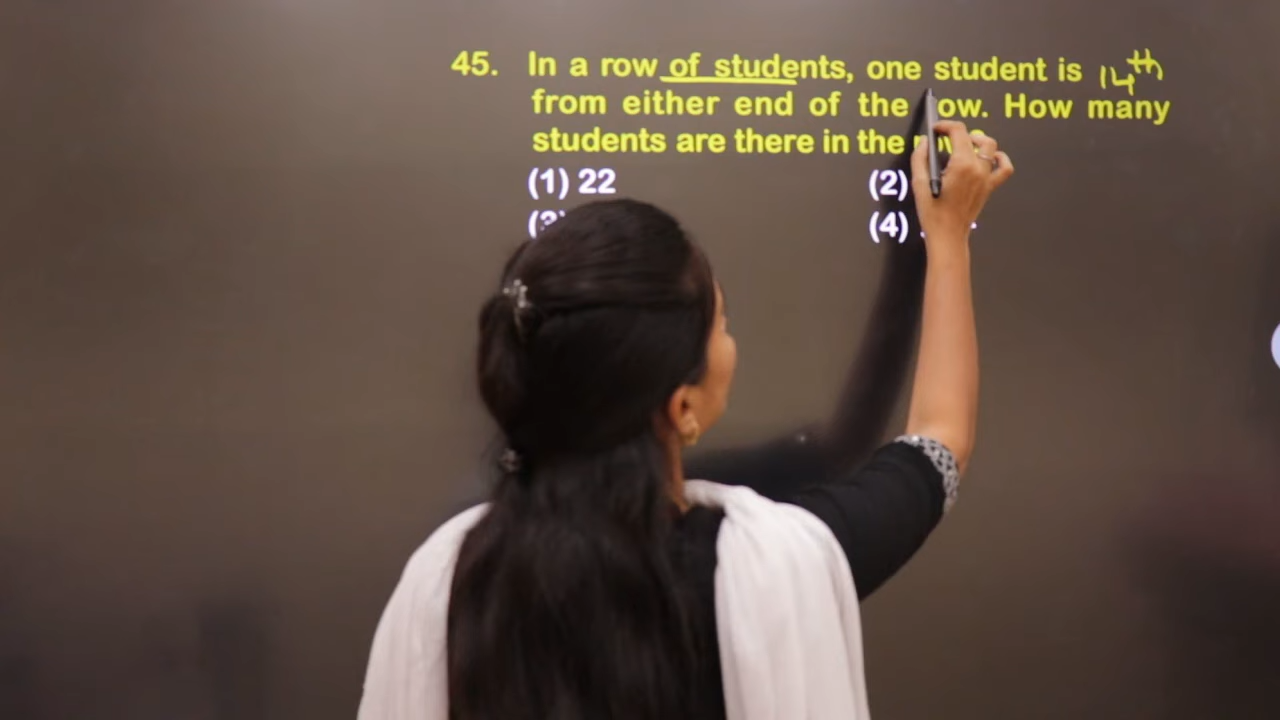 45. In a row of students, one student is 14th
from either end of the row. How many
students are there in the
(1) 22
(2)
(4)